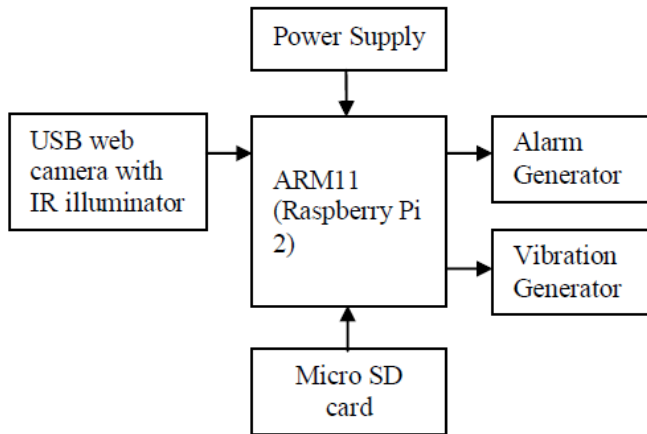 Power Supply
USB web
camera with
IR illuminator
ARM11
(Raspberry Pi
2)
Alarm
Generator
Vibration
Generator
Micro SD
card